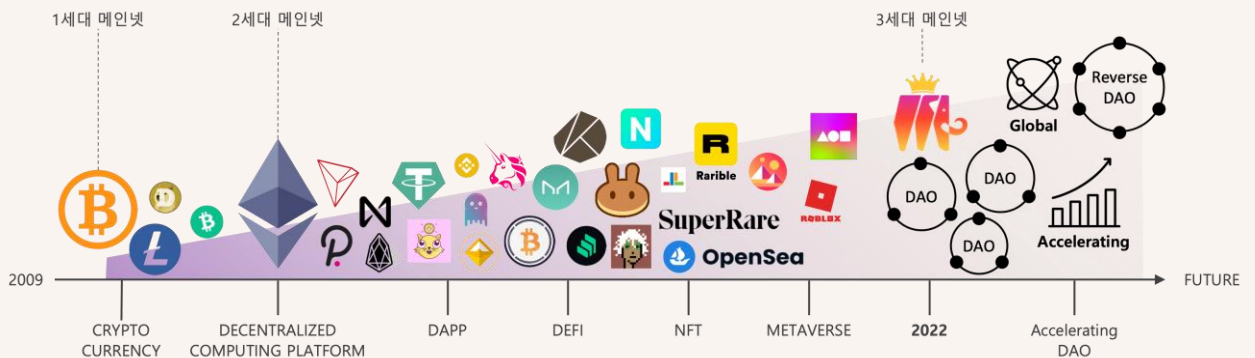 1세대 메인넷
2세대 메인넷
3세대 메인넷
Reverse
DAO
Global
N
R
Rarible
DAO
DAO
DAO
SuperRare
ROBLOX
OpenSea
Accelerating
2009
FUTURE
CRYPTO
CURRENCY
DECENTRALIZED
COMPUTING PLATFORM
DAPP
DEFI
NFT
METAVERSE
2022
Accelerating
DAO